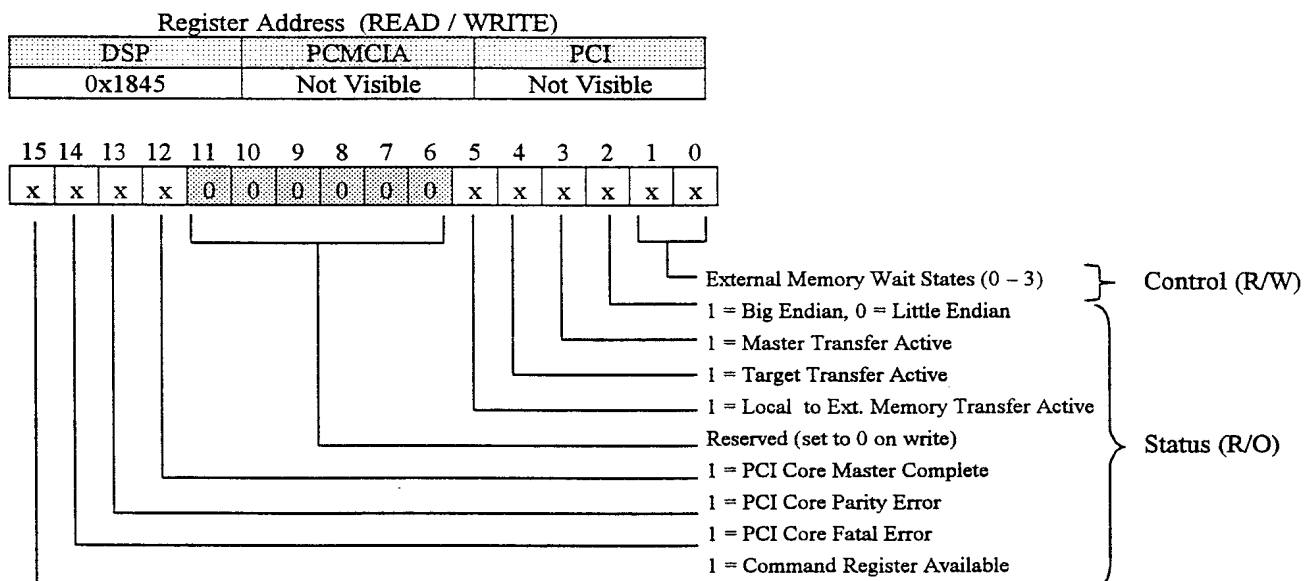 Register Address (READ / WRITE)
DSP PCMCIA PCI
0x1845 Not Visible Not Visible
15 14 13 12 11 10 9 8 7 6 5 4 3 2 1 0
x x x x 0 0 0 0 0 0 x x x x x x
External Memory Wait States (0 – 3) Control (R/W)
1 = Big Endian, 0 = Little Endian
1 = Master Transfer Active
1 = Target Transfer Active
1 = Local to Ext. Memory Transfer Active
Reserved (set to 0 on write) Status (R/O)
1 = PCI Core Master Complete
1 = PCI Core Parity Error
1 = PCI Core Fatal Error
1 = Command Register Available